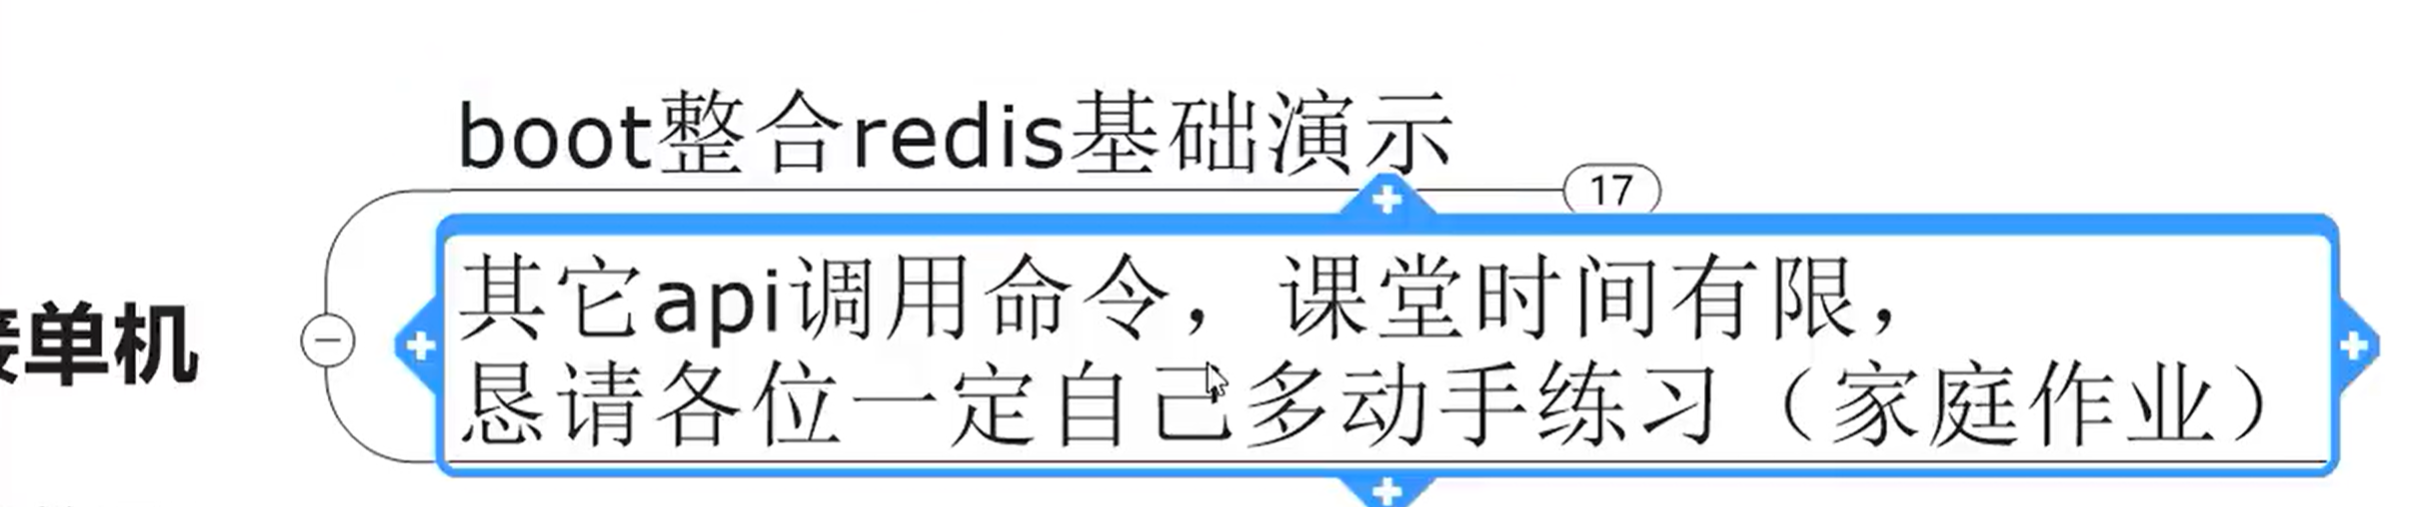 boot整合redis基础演示
17
其它api调用命令，课堂时间有限，
恳请各位一定自己多动手练习（家庭作业）
单机